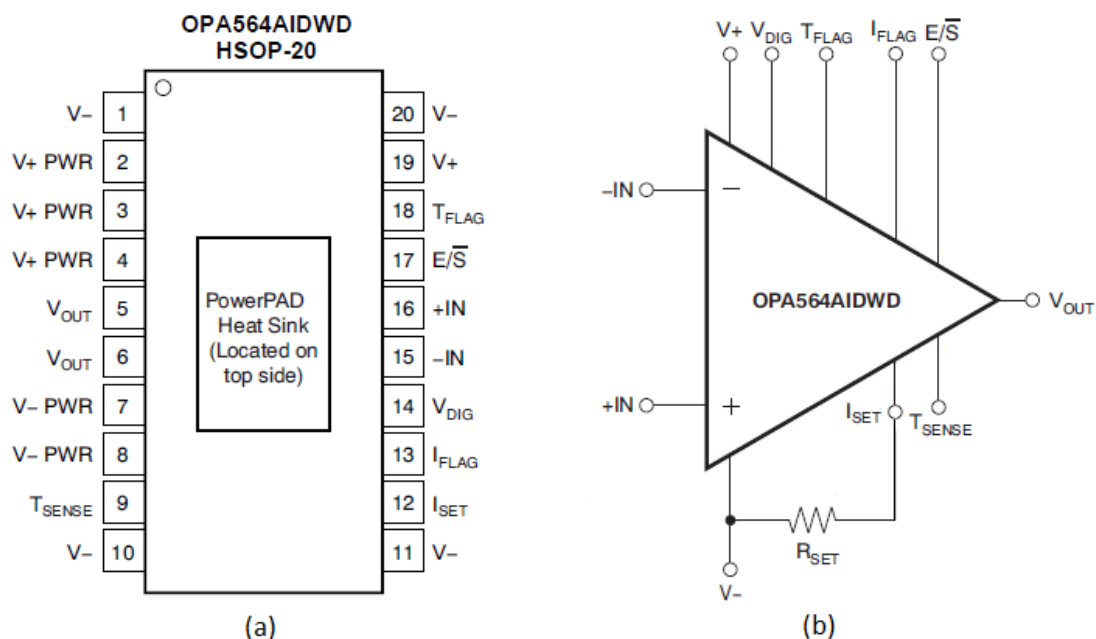 OPA564AIDWD
HSOP-20
V– 1
V+ PWR 2
V+ PWR 3
V+ PWR 4
VOUT 5
VOUT 6
V– PWR 7
V– PWR 8
TSENSE 9
V– 10
20 V–
19 V+
18 TFLAG
17 E/S̅
16 +IN
15 –IN
14 VDIG
13 IFLAG
12 ISET
11 V–
PowerPAD
Heat Sink
(Located on
top side)
(a)
V+ VDIG TFLAG IFLAG E/S̅
–IN
–
OPA564AIDWD
VOUT
+IN
+
ISET
TSENSE
RSET
V-
(b)